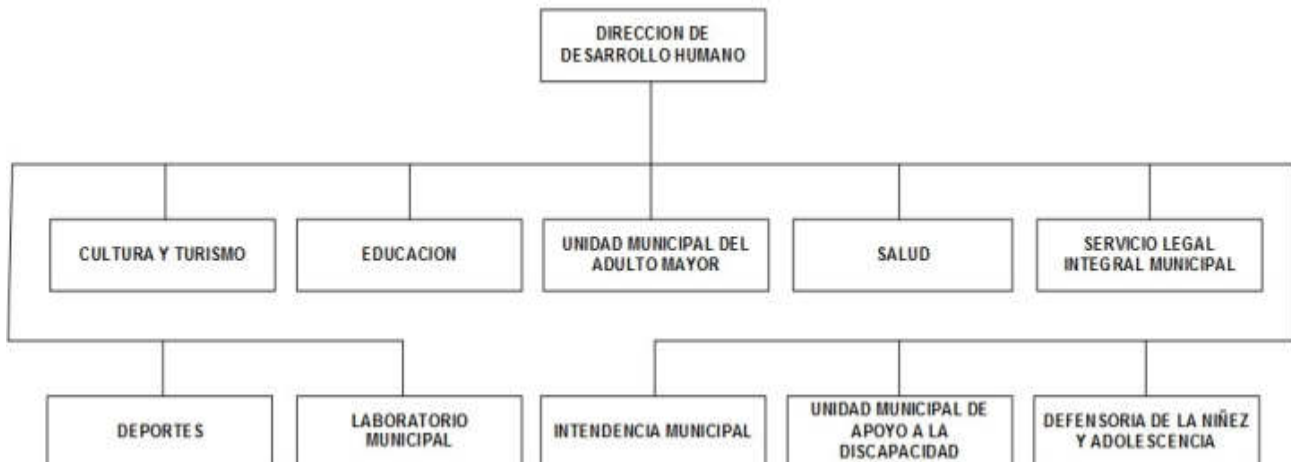 DIRECCION DE
DESARROLLO HUMANO
CULTURA Y TURISMO
EDUCACION
UNIDAD MUNICIPAL DEL
ADULTO MAYOR
SALUD
SERVICIO LEGAL
INTEGRAL MUNICIPAL
DEPORTES
LABORATORIO
MUNICIPAL
INTENDENCIA MUNICIPAL
UNIDAD MUNICIPAL DE
APOYO A LA
DISCAPACIDAD
DEFENSORIA DE LA NIÑEZ
Y ADOLESCENCIA